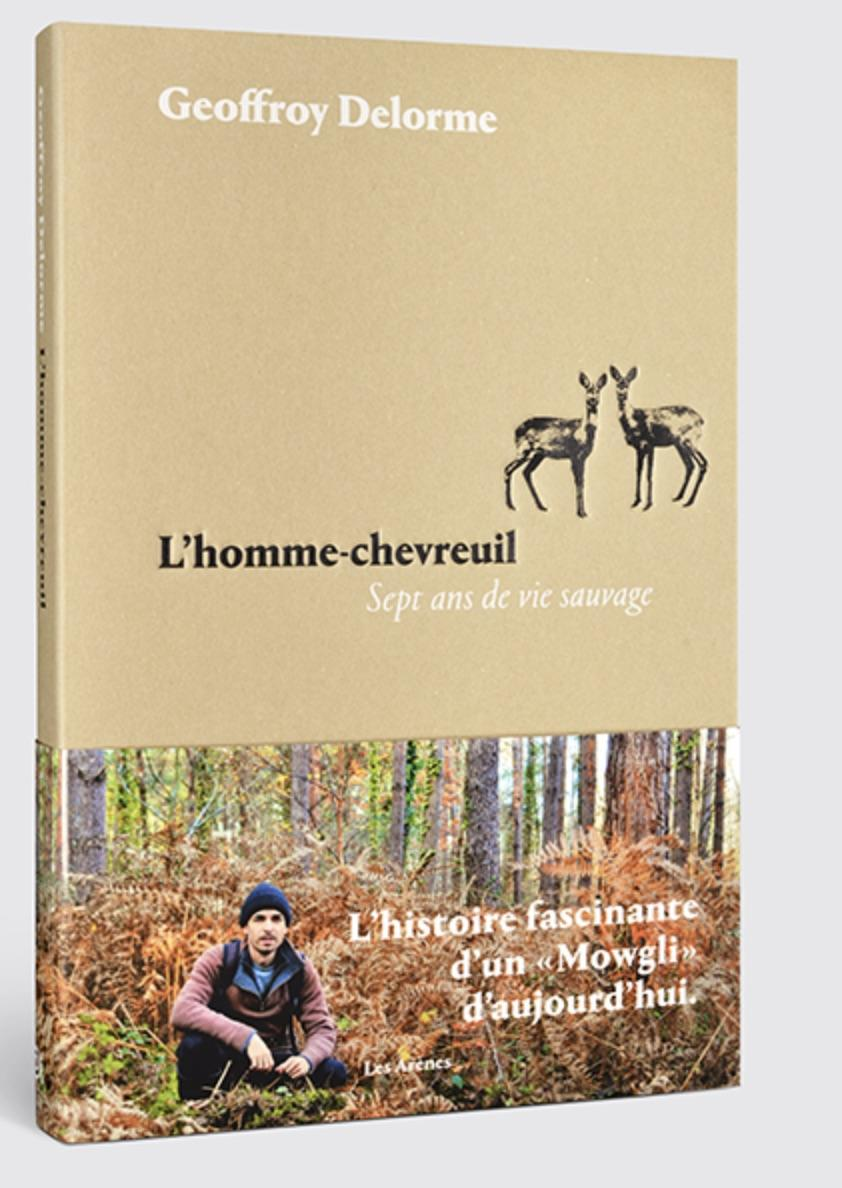 Geoffroy Delorme
L'homme-chevreuil
Sept ans de vie sauvage
L'histoire fascinante
d'un «Mowgli»
d'aujourd'hui.
Les Arènes
Geoffroy Delorme L'homme-chevreuil